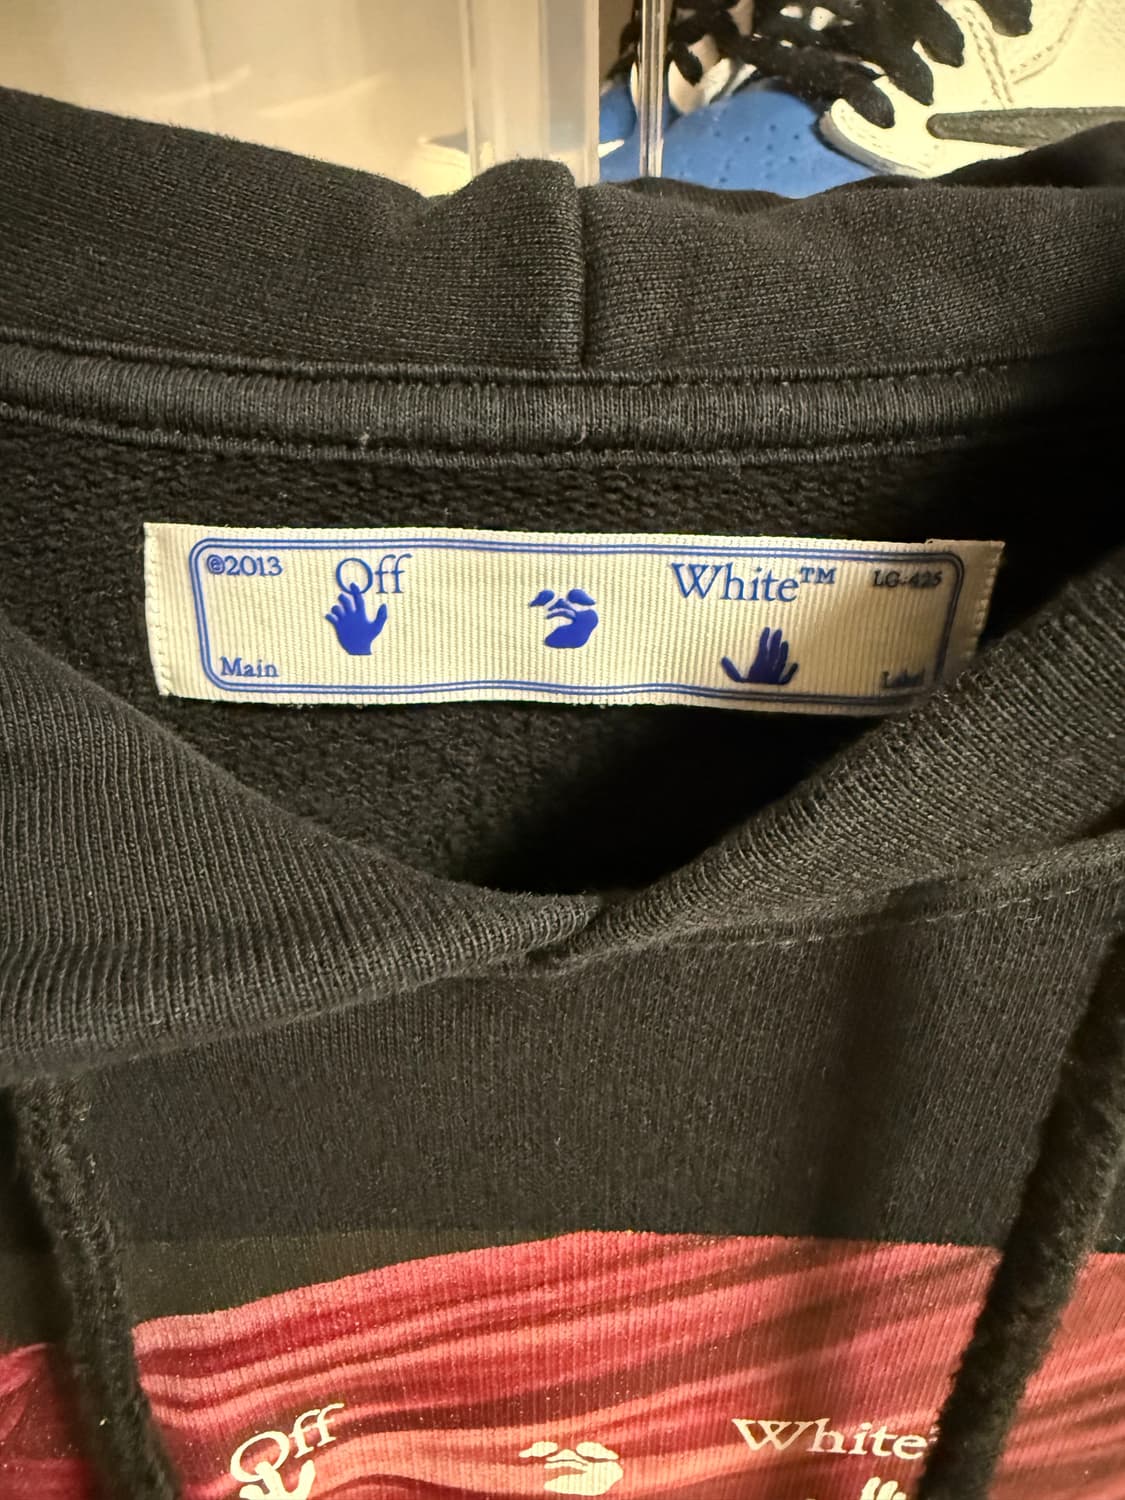 ©2013 Off White™ LG-425
Main Label
Off White